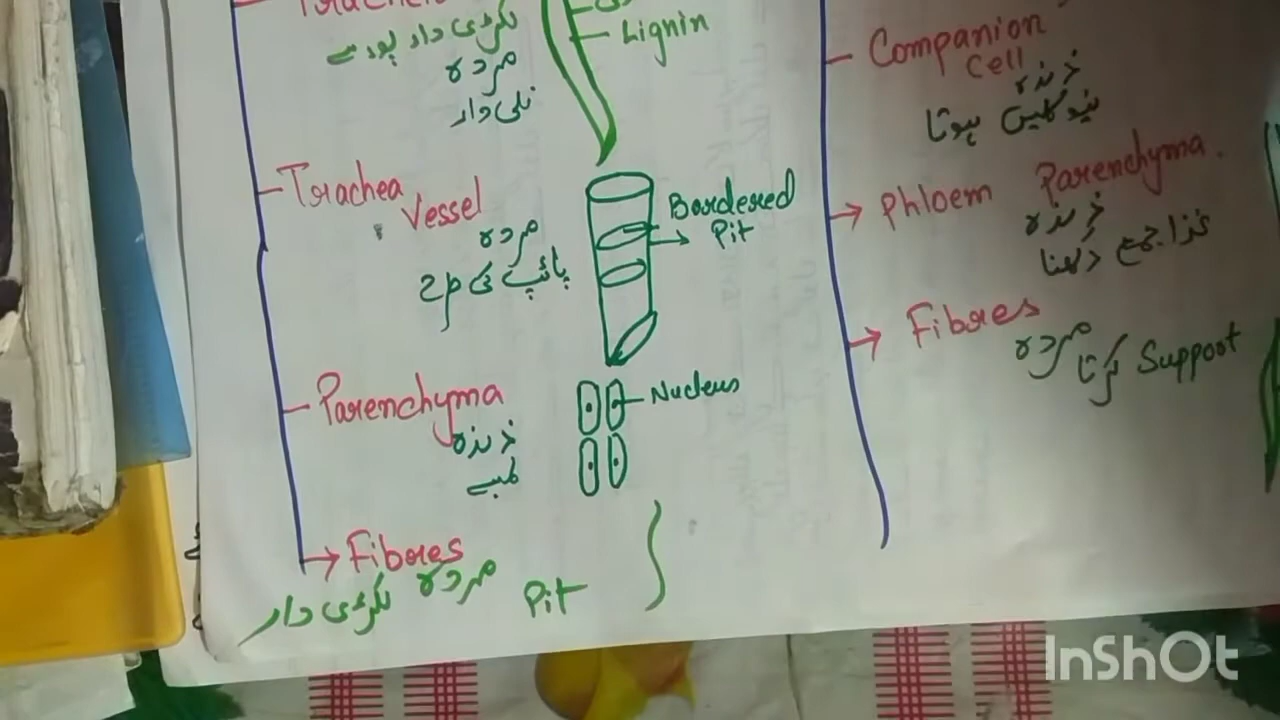 لکڑی دار پودے
مردہ
نلی دار
Lignin
Trachea
Vessel
مردہ
پائپ کی
Bordered
Pit
Parenchyma
زندہ
لمبے
Nucleus
Fibres
مردہ لکڑی دار
Pit
Companion
Cell
زندہ
نیوکلیس ہوتا
Phloem Parenchyma
زندہ
غذا جمع رکھنا
Fibres
مردہ
Support کرتا
InShOt